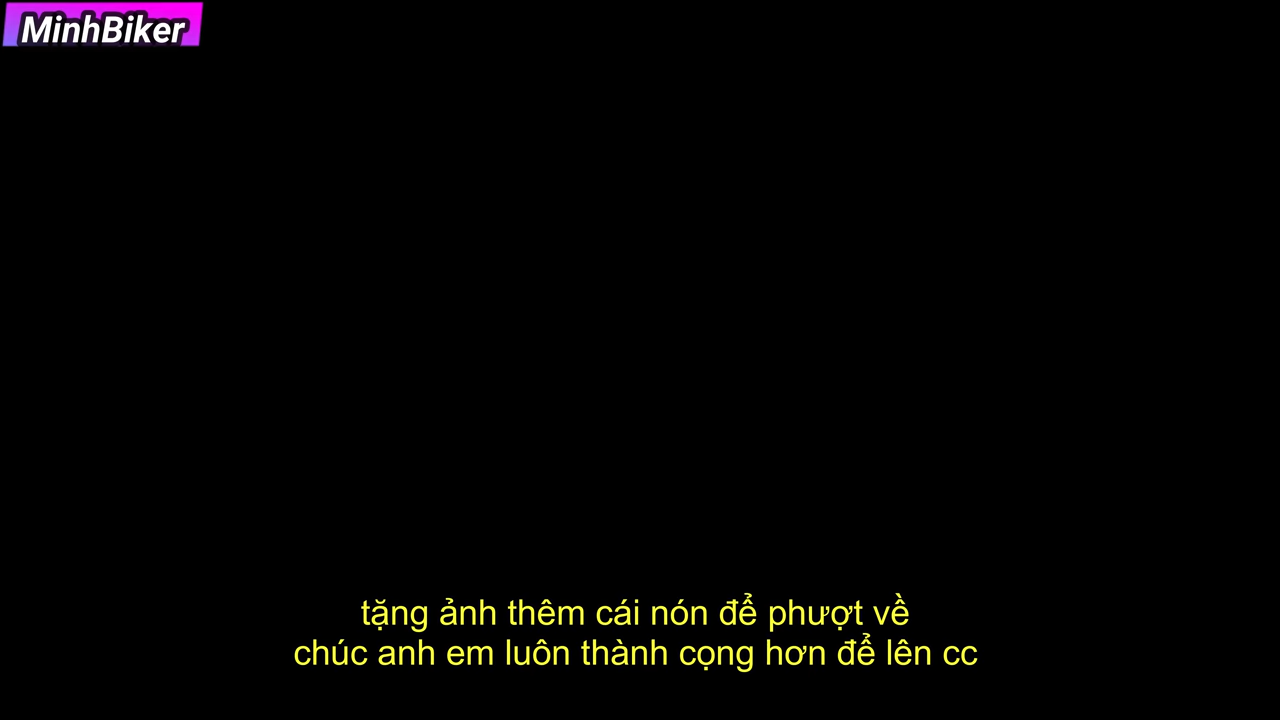 MinhBiker
tặng ảnh thêm cái nón để phượt về
chúc anh em luôn thành cọng hơn để lên cc